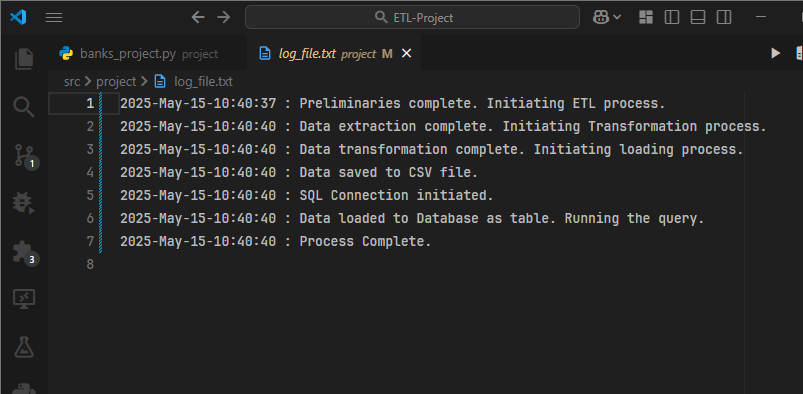 ETL-Project
banks_project.py project
log_file.txt project M
src > project > log_file.txt
1 2025-May-15-10:40:37 : Preliminaries complete. Initiating ETL process.
2 2025-May-15-10:40:40 : Data extraction complete. Initiating Transformation process.
3 2025-May-15-10:40:40 : Data transformation complete. Initiating loading process.
4 2025-May-15-10:40:40 : Data saved to CSV file.
5 2025-May-15-10:40:40 : SQL Connection initiated.
6 2025-May-15-10:40:40 : Data loaded to Database as table. Running the query.
7 2025-May-15-10:40:40 : Process Complete.
8
1
3